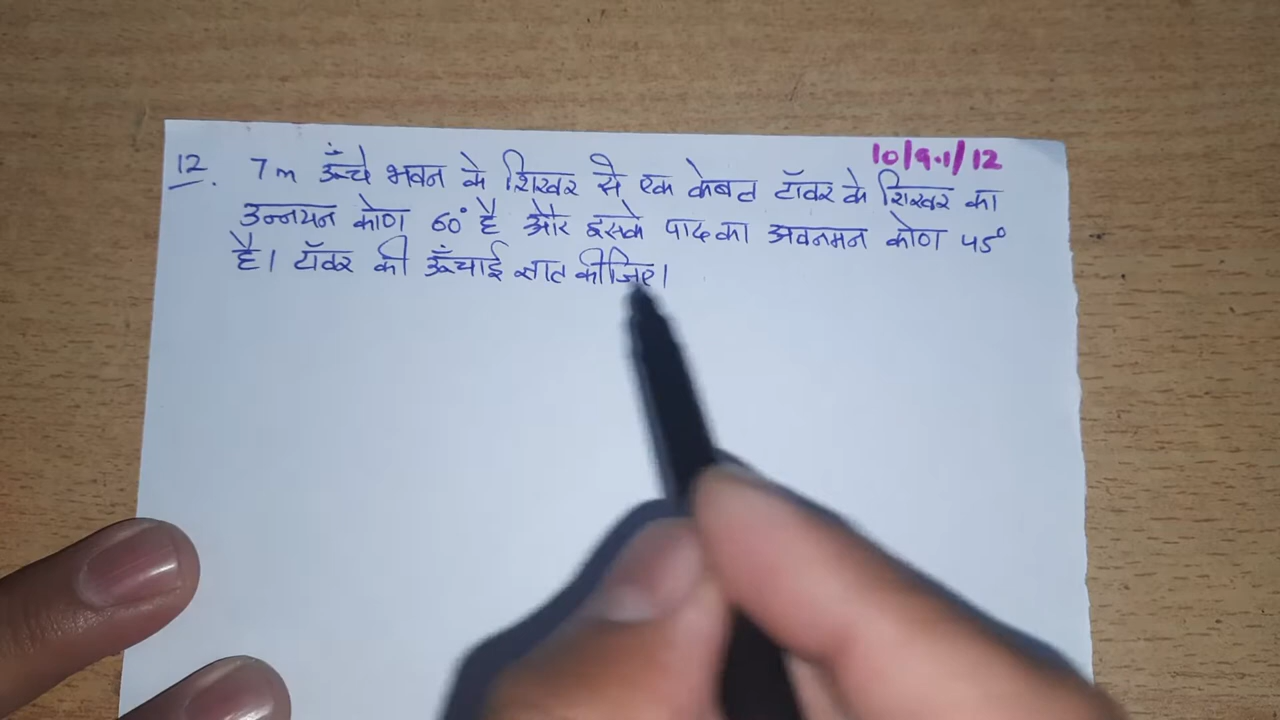 10/9.1/12
12. 7m ऊँचे भवन के शिखर से एक केबल टॉवर के शिखर का
उन्नयन कोण 60° है और इसके पाद का अवनमन कोण 45°
है। टॉवर की ऊँचाई ज्ञात कीजिए।